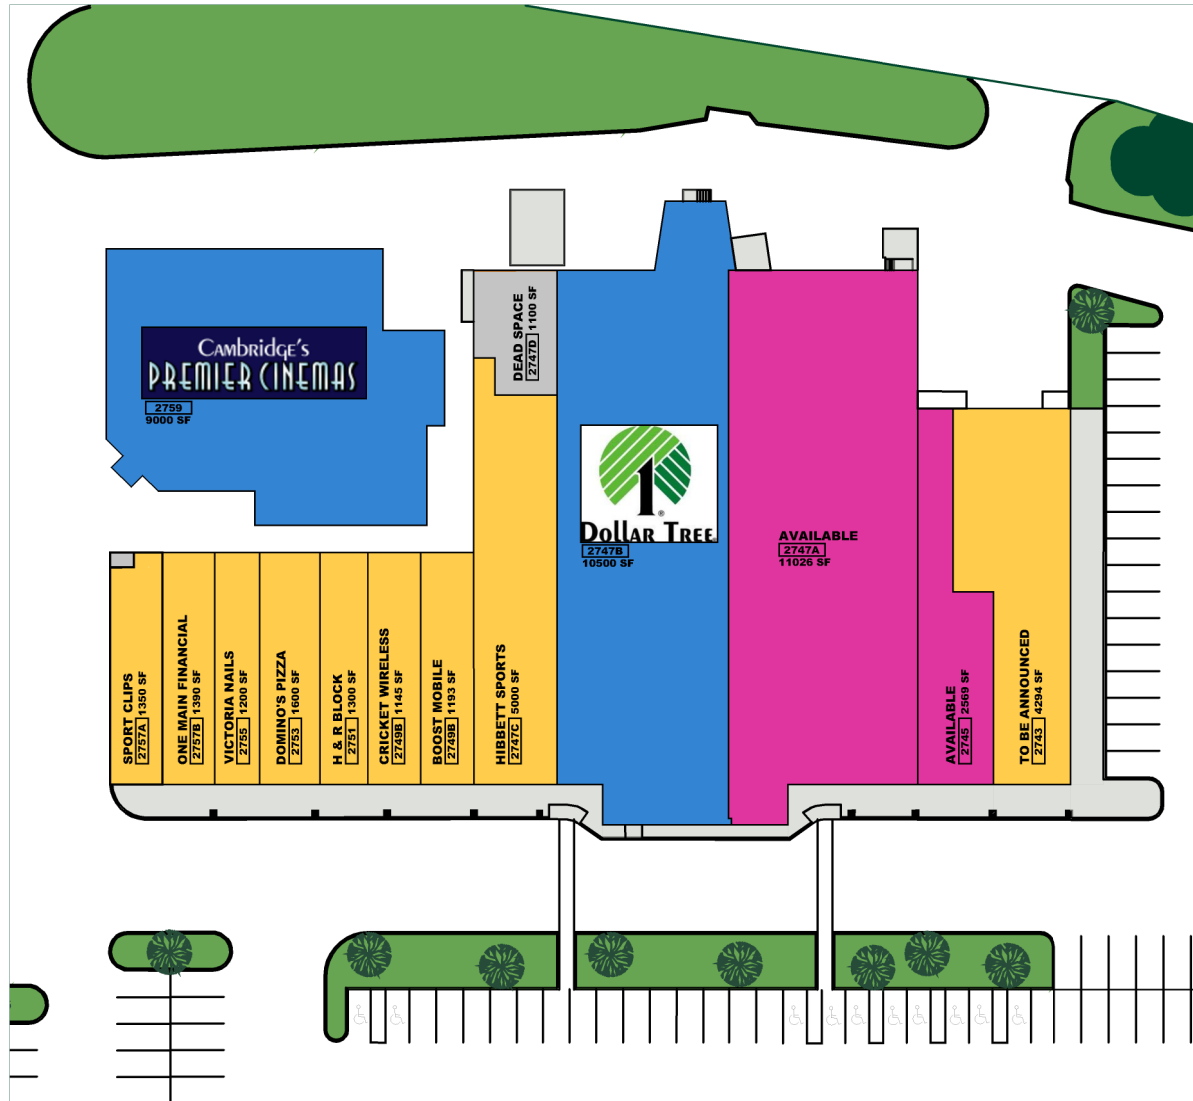 CAMBRIDGE'S
PREMIER CINEMAS
2759
9000 SF
DEAD SPACE
2747D 1100 SF
DOLLAR TREE
®
2747B
10500 SF
AVAILABLE
2747A
11026 SF
SPORT CLIPS
2757A 1350 SF
ONE MAIN FINANCIAL
2757B 1390 SF
VICTORIA NAILS
2755 1200 SF
DOMINO'S PIZZA
2753 1600 SF
H & R BLOCK
2751 1300 SF
CRICKET WIRELESS
2749B 1145 SF
BOOST MOBILE
2749B 1193 SF
HIBBETT SPORTS
2747C 5000 SF
AVAILABLE
2745 2569 SF
TO BE ANNOUNCED
2743 4294 SF